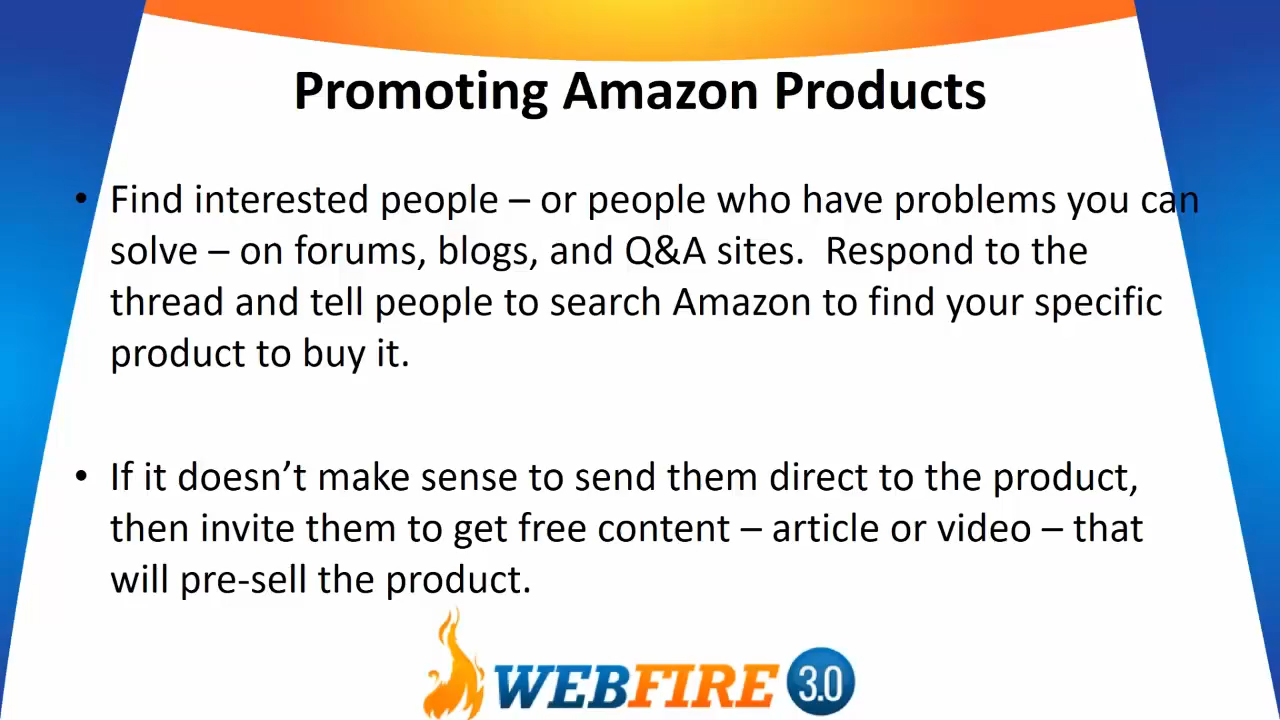 Promoting Amazon Products
• Find interested people – or people who have problems you can
solve – on forums, blogs, and Q&A sites.  Respond to the
thread and tell people to search Amazon to find your specific
product to buy it.
• If it doesn’t make sense to send them direct to the product,
then invite them to get free content – article or video – that
will pre-sell the product.
WEBFIRE 3.0